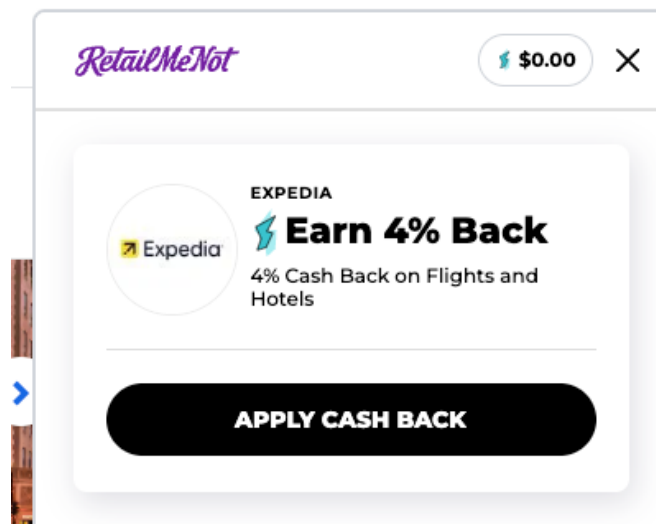 RetailMeNot
$0.00
EXPEDIA
Earn 4% Back
Expedia
4% Cash Back on Flights and
Hotels
APPLY CASH BACK